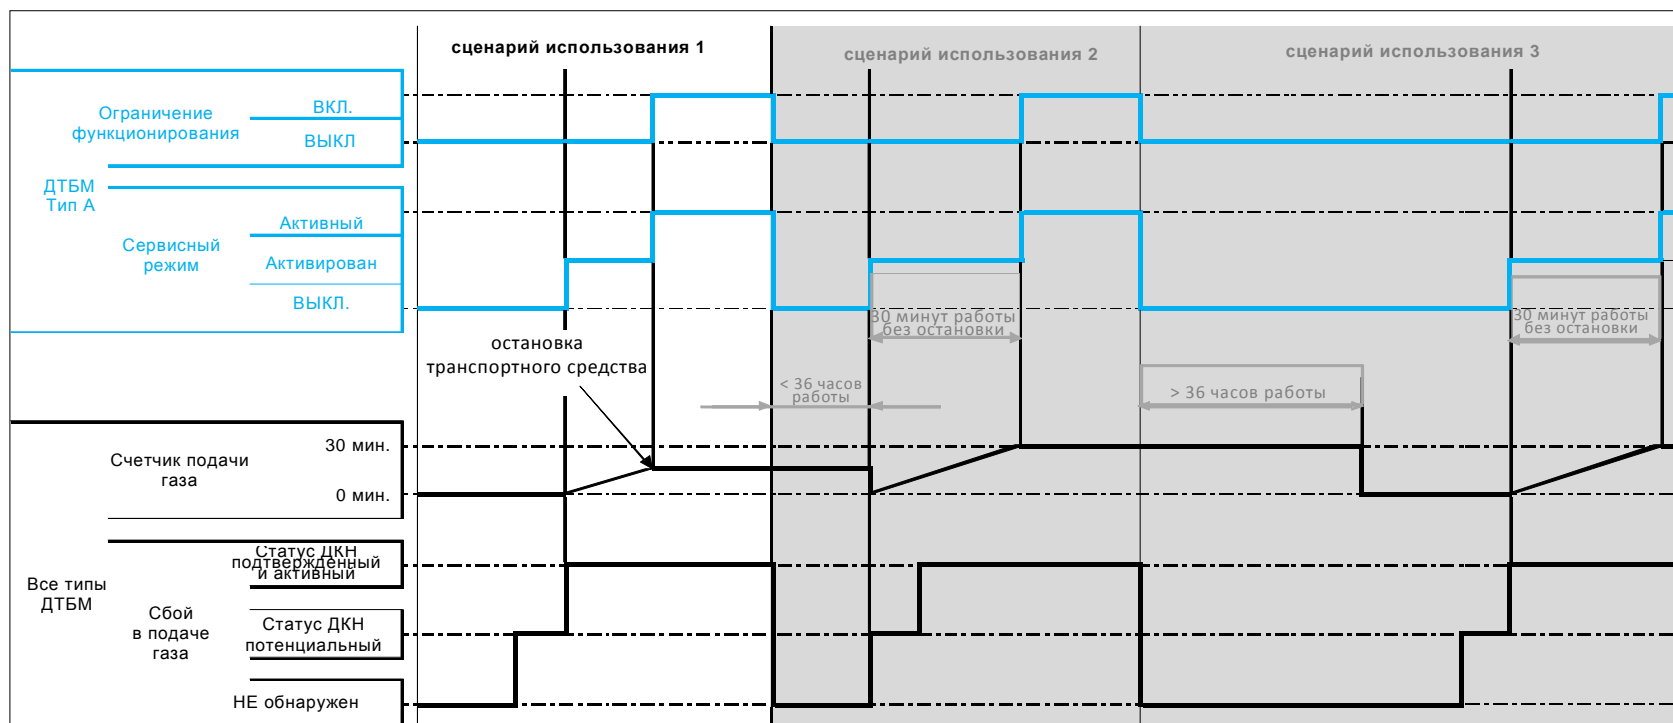 сценарий использования 1
сценарий использования 2
сценарий использования 3
Ограничение
функционирования
ВКЛ.
ВЫКЛ
ДТБМ
Тип А
Сервисный
режим
Активный
Активирован
ВЫКЛ.
остановка
транспортного средства
30 минут работы
без остановки
< 36 часов
работы
> 36 часов работы
30 минут работы
без остановки
Счетчик подачи
газа
30 мин.
0 мин.
Все типы
ДТБМ
Сбой
в подаче
газа
Статус ДКН
подтвержденный
и активный
Статус ДКН
потенциальный
НЕ обнаружен